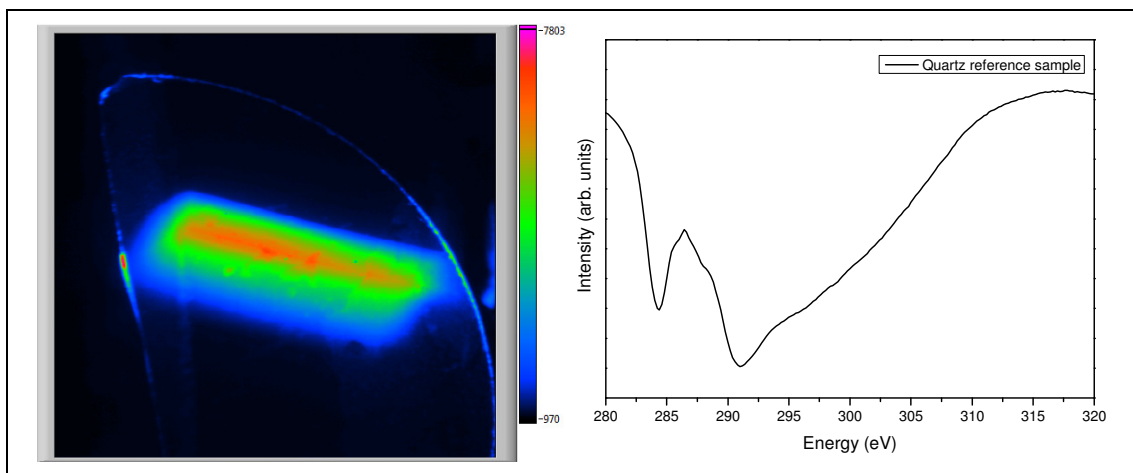 7803
970
Quartz reference sample
Intensity (arb. units)
280 285 290 295 300 305 310 315 320
Energy (eV)